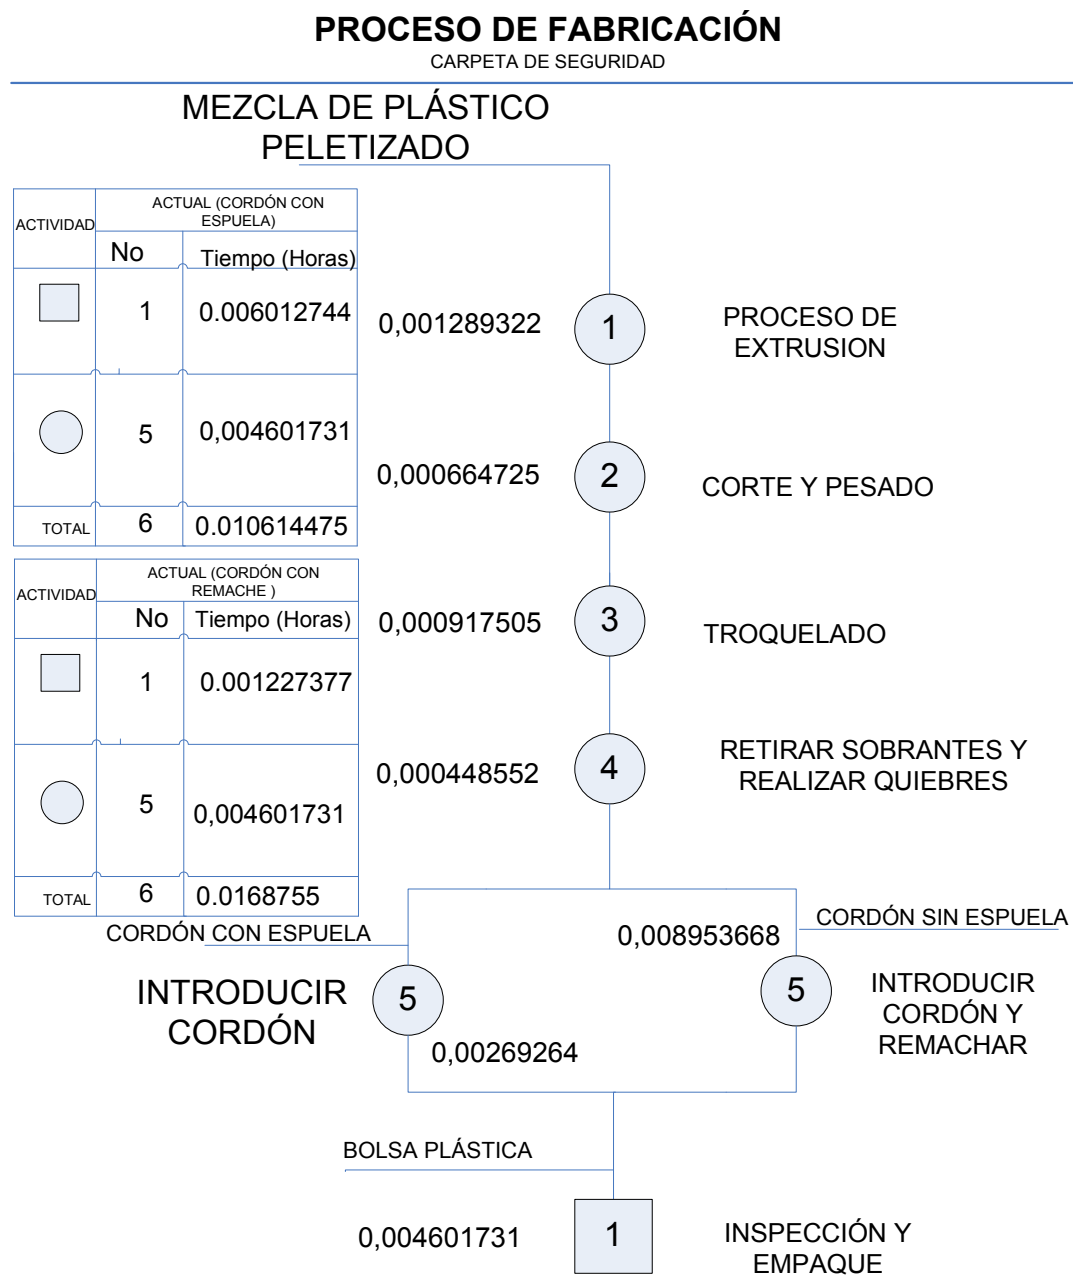 PROCESO DE FABRICACIÓN
CARPETA DE SEGURIDAD
MEZCLA DE PLÁSTICO
PELETIZADO
ACTIVIDAD
ACTUAL (CORDÓN CON
ESPUELA)
No
Tiempo (Horas)
1
0.006012744
5
0,004601731
TOTAL
6
0.010614475
ACTIVIDAD
ACTUAL (CORDÓN CON
REMACHE )
No
Tiempo (Horas)
1
0.001227377
5
0,004601731
TOTAL
6
0.0168755
0,001289322
1
PROCESO DE
EXTRUSION
0,000664725
2
CORTE Y PESADO
0,000917505
3
TROQUELADO
0,000448552
4
RETIRAR SOBRANTES Y
REALIZAR QUIEBRES
CORDÓN CON ESPUELA
INTRODUCIR
CORDÓN
5
0,00269264
0,008953668
CORDÓN SIN ESPUELA
5
INTRODUCIR
CORDÓN Y
REMACHAR
BOLSA PLÁSTICA
0,004601731
1
INSPECCIÓN Y
EMPAQUE